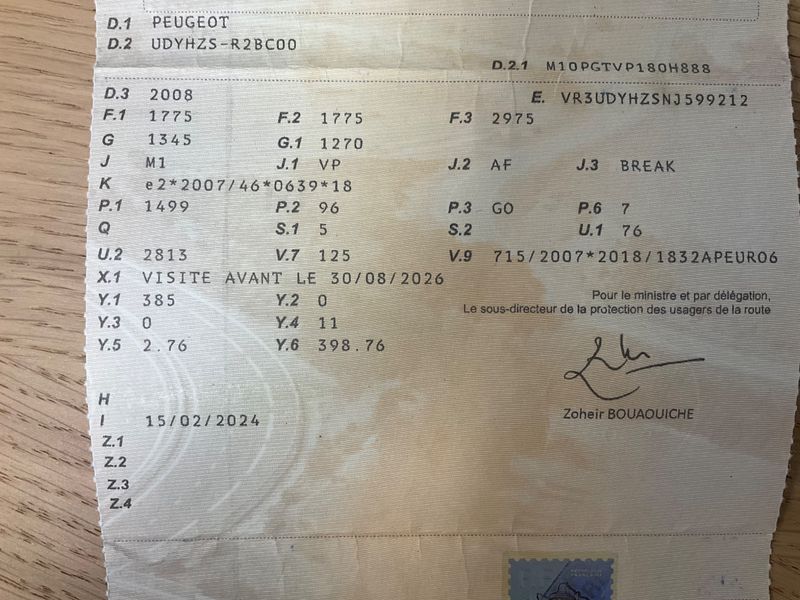 D.1 PEUGEOT
D.2 UDYHZS-R2BC00
D.2.1 M10PGTVP180H888
D.3 2008 E. VR3UDYHZSNJ599212
F.1 1775 F.2 1775 F.3 2975
G 1345 G.1 1270
J M1 J.1 VP J.2 AF J.3 BREAK
K e2*2007/46*0639*18
P.1 1499 P.2 96 P.3 GO P.6 7
Q S.1 5 S.2 U.1 76
U.2 2813 V.7 125 V.9 715/2007*2018/1832APEURO6
X.1 VISITE AVANT LE 30/08/2026
Y.1 385 Y.2 0
Pour le ministre et par délégation,
Le sous-directeur de la protection des usagers de la route
Y.3 0 Y.4 11
Y.5 2.76 Y.6 398.76
H
Zoheir BOUAOUICHE
I 15/02/2024
Z.1
Z.2
Z.3
Z.4